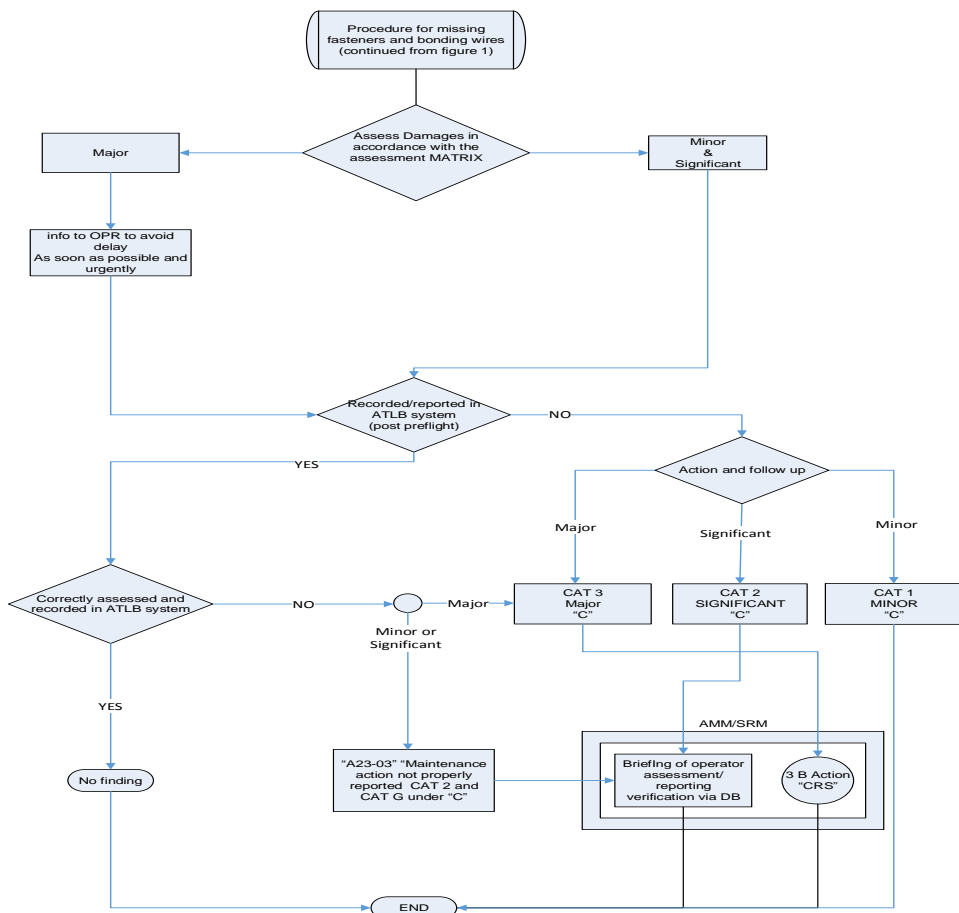 Procedure for missing
fasteners and bonding wires
(continued from figure 1)
Assess Damages in
accordance with the
assessment MATRIX
Major
Minor
&
Significant
info to OPR to avoid
delay
As soon as possible and
urgently
Recorded/reported in
ATLB system
(post preflight)
NO
YES
Action and follow up
Major
Significant
Minor
Correctly assessed and
recorded in ATLB system
NO
Major
CAT 3
Major
“C”
CAT 2
SIGNIFICANT
“C”
CAT 1
MINOR
“C”
Minor or
Significant
YES
AMM/SRM
No finding
“A23-03” “Maintenance
action not properly
reported CAT 2 and
CAT G under “C”
BriefIng of operator
assessment/
reporting
verification via DB
3 B Action
“CRS”
END